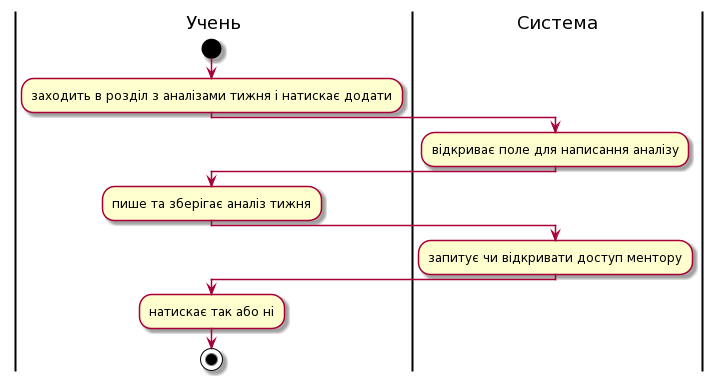 Учень
Система
заходить в розділ з аналізами тижня і натискає додати
відкриває поле для написання аналізу
пише та зберігає аналіз тижня
запитує чи відкривати доступ ментору
натискає так або ні